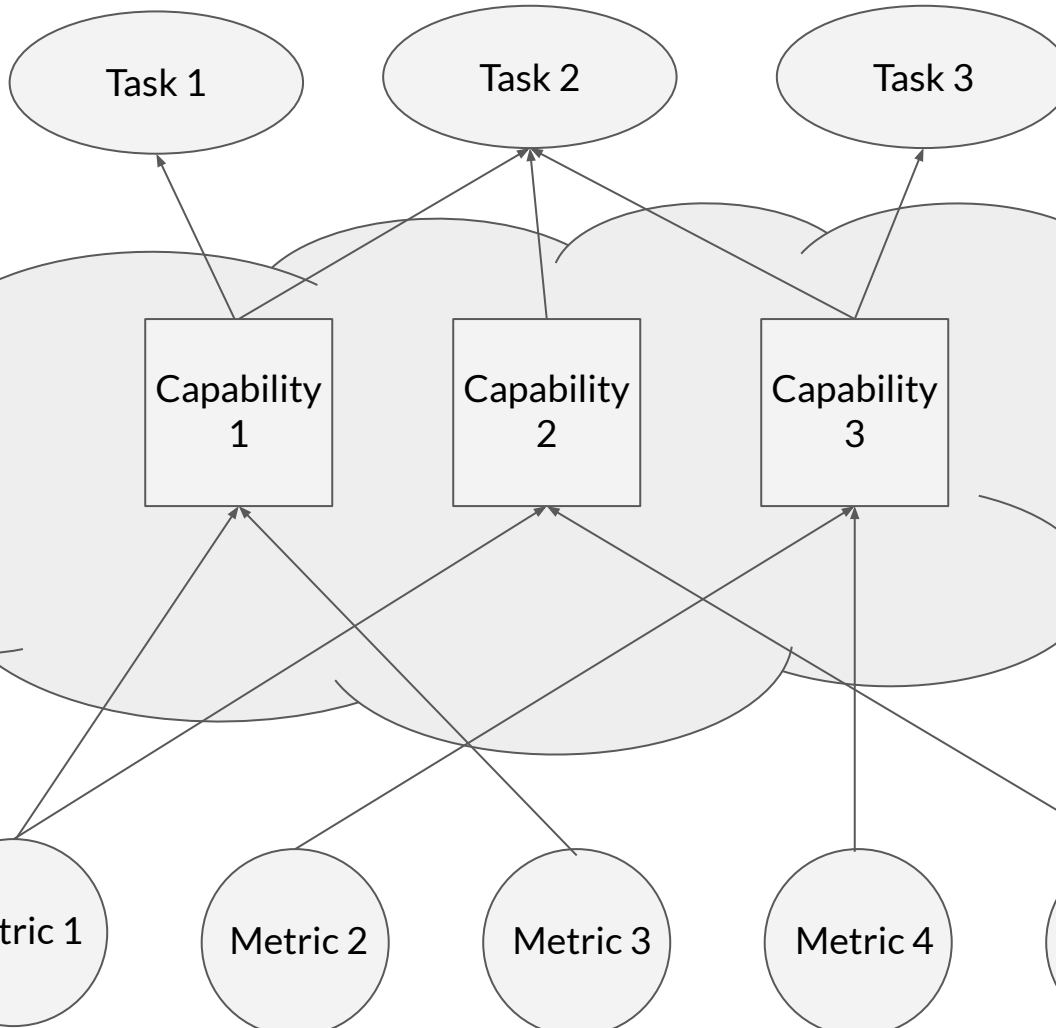 Task 1
Task 2
Task 3
Capability
1
Capability
2
Capability
3
tric 1
Metric 2
Metric 3
Metric 4